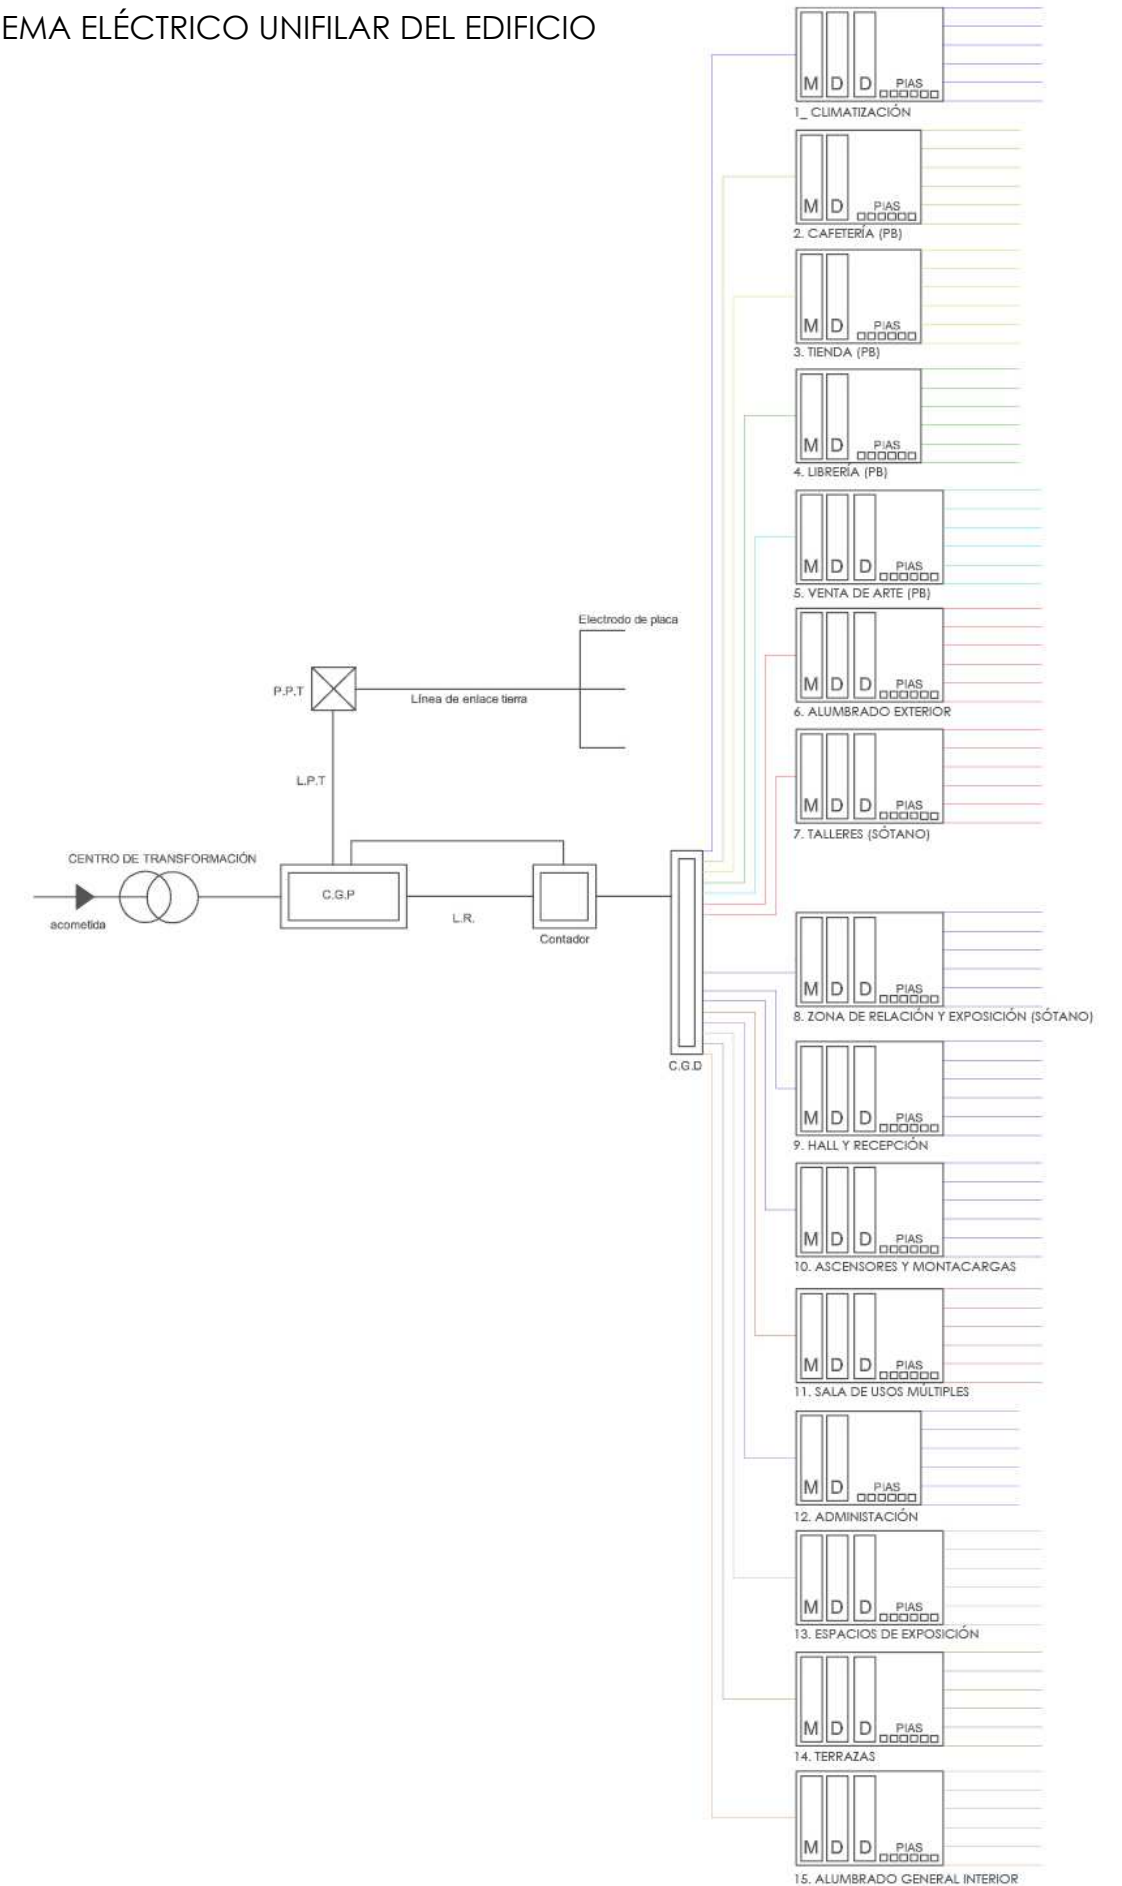 EMA ELÉCTRICO UNIFILAR DEL EDIFICIO
M D D PIAS
1_ CLIMATIZACIÓN
M D PIAS
2. CAFETERÍA (PB)
M D PIAS
3. TIENDA (PB)
M D PIAS
4. LIBRERÍA (PB)
M D D PIAS
5. VENTA DE ARTE (PB)
M D D PIAS
6. ALUMBRADO EXTERIOR
M D D PIAS
7. TALLERES (SÓTANO)
Electrodo de placa
P.P.T
Línea de enlace tierra
L.P.T
CENTRO DE TRANSFORMACIÓN
C.G.P
acometida
L.R.
Contador
C.G.D
M D D PIAS
8. ZONA DE RELACIÓN Y EXPOSICIÓN (SÓTANO)
M D D PIAS
9. HALL Y RECEPCIÓN
M D D PIAS
10. ASCENSORES Y MONTACARGAS
M D D PIAS
11. SALA DE USOS MÚLTIPLES
M D PIAS
12. ADMINISTACIÓN
M D D PIAS
13. ESPACIOS DE EXPOSICIÓN
M D D PIAS
14. TERRAZAS
M D D PIAS
15. ALUMBRADO GENERAL INTERIOR